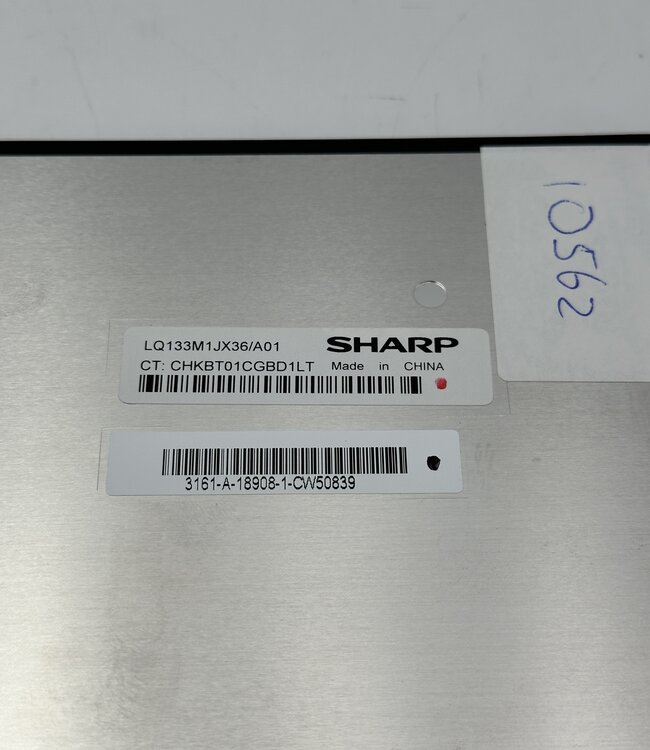 10562
LQ133M1JX36/A01 SHARP
CT: CHKBT01CGBD1LT Made in CHINA
3161-A-18908-1-CW50839